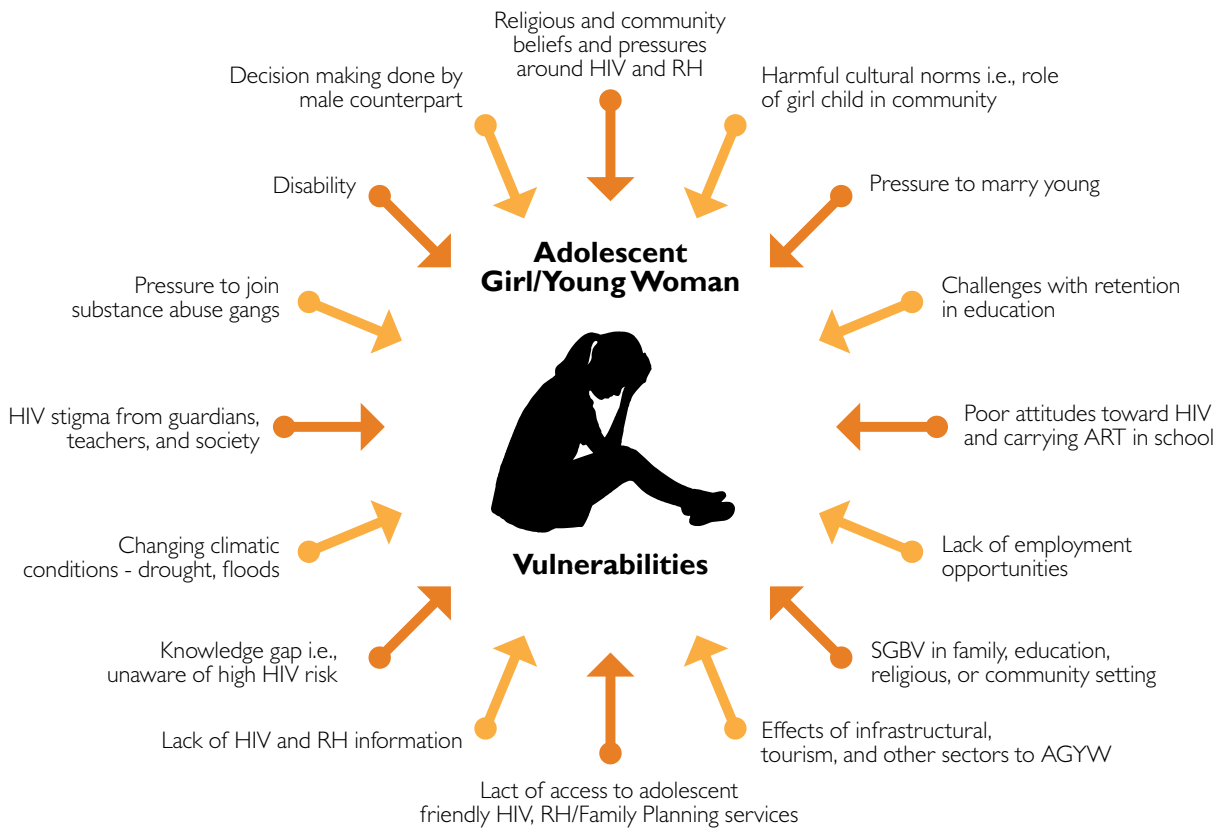 Religious and community
beliefs and pressures
around HIV and RH
Harmful cultural norms i.e., role
of girl child in community
Pressure to marry young
Challenges with retention
in education
Poor attitudes toward HIV
and carrying ART in school
Lack of employment
opportunities
SGBV in family, education,
religious, or community setting
Effects of infrastructural,
tourism, and other sectors to AGYW
Lact of access to adolescent
friendly HIV, RH/Family Planning services
Lack of HIV and RH information
Knowledge gap i.e.,
unaware of high HIV risk
Changing climatic
conditions - drought, floods
HIV stigma from guardians,
teachers, and society
Pressure to join
substance abuse gangs
Disability
Decision making done by
male counterpart
Adolescent
Girl/Young Woman
Vulnerabilities